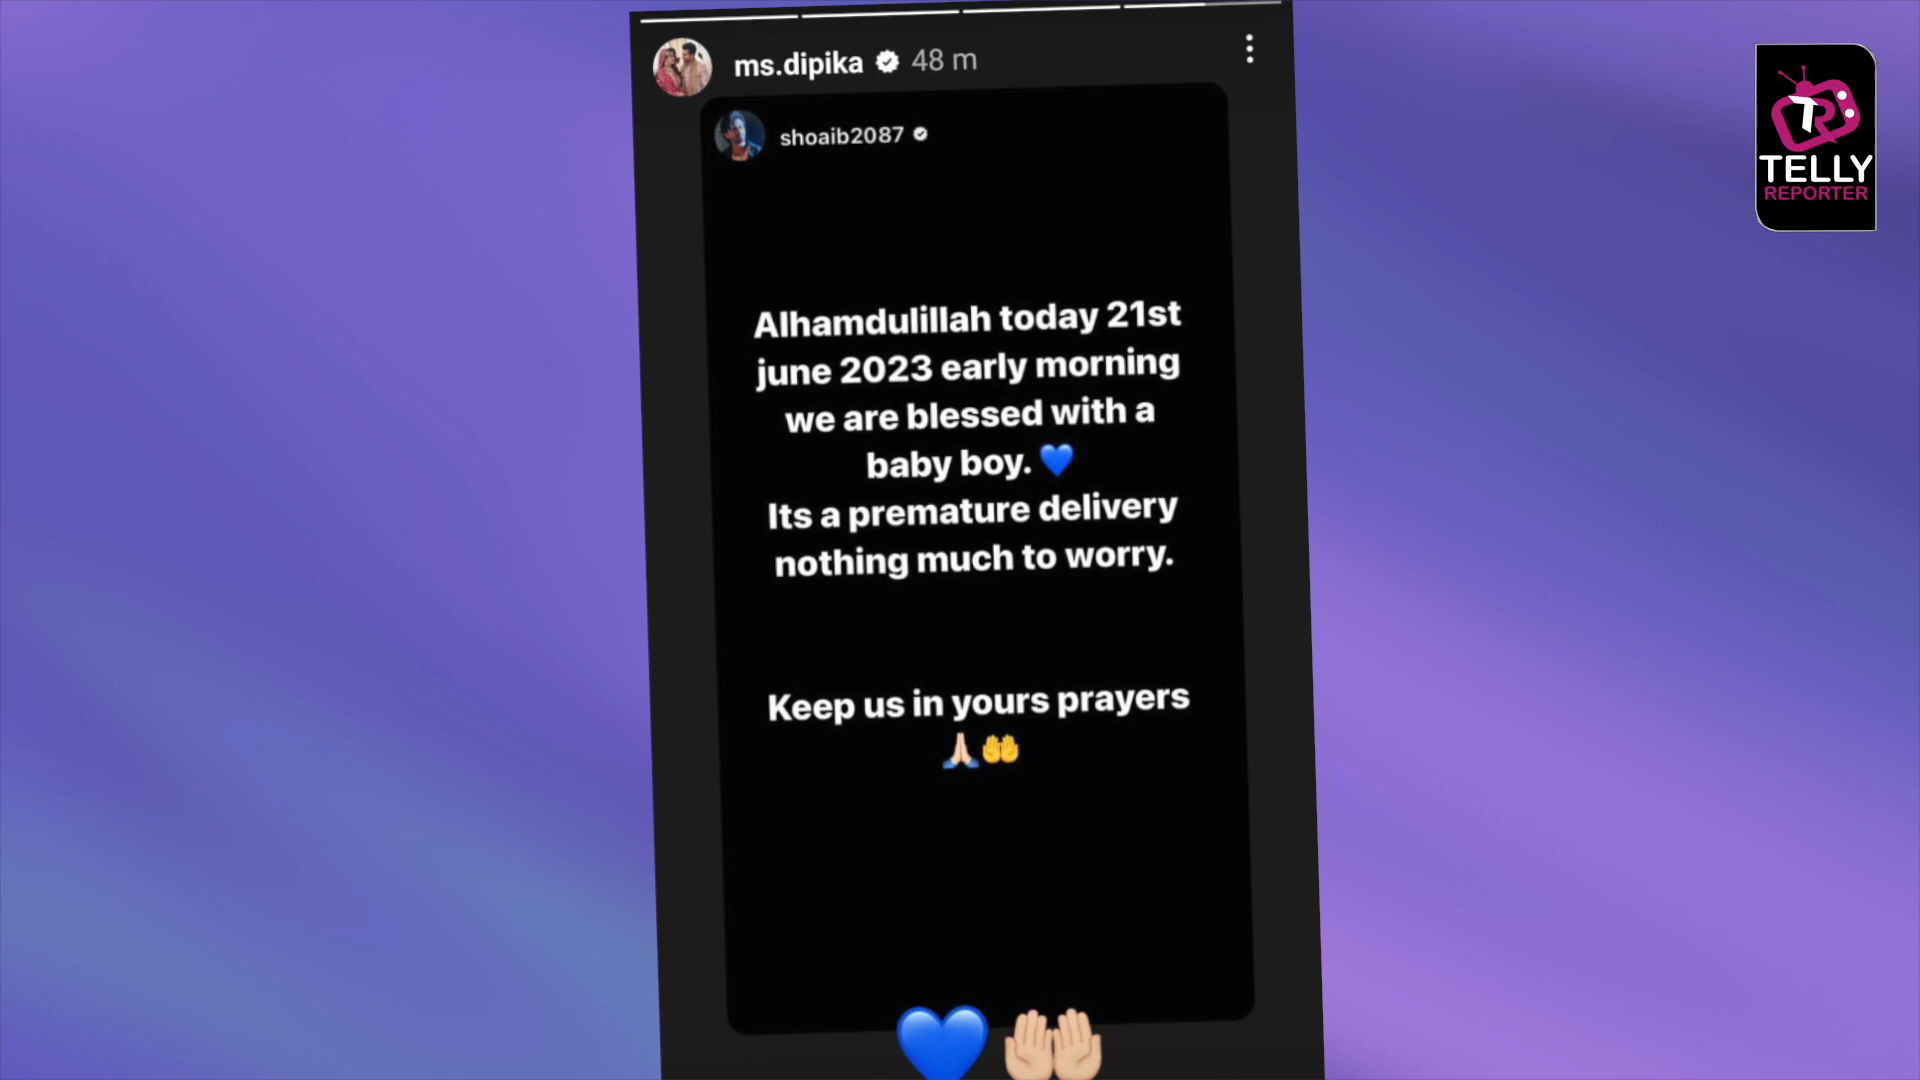 ms.dipika 48 m
shoaib2087
Alhamdulillah today 21st
june 2023 early morning
we are blessed with a
baby boy. 💙
Its a premature delivery
nothing much to worry.
Keep us in yours prayers
🙏🏻🤲
💙🤲🏼
TR
TELLY
REPORTER